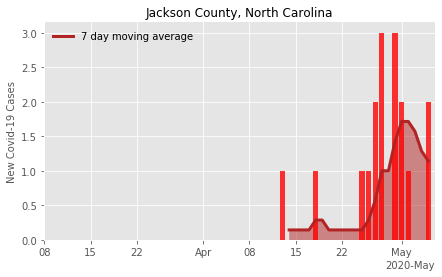 Jackson County, North Carolina
7 day moving average
New Covid-19 Cases
3.0
2.5
2.0
1.5
1.0
0.5
0.0
08 15 22 Apr 08 15 22 May
2020-May